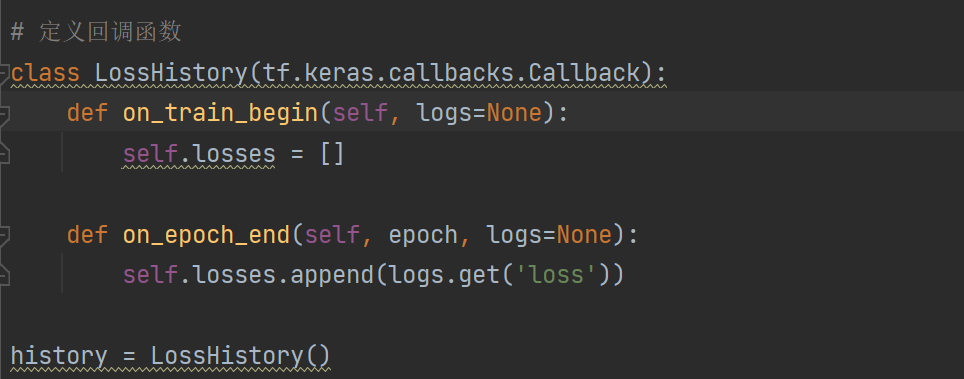 # 定义回调函数
class LossHistory(tf.keras.callbacks.Callback):
    def on_train_begin(self, logs=None):
        self.losses = []
    def on_epoch_end(self, epoch, logs=None):
        self.losses.append(logs.get('loss'))
history = LossHistory()